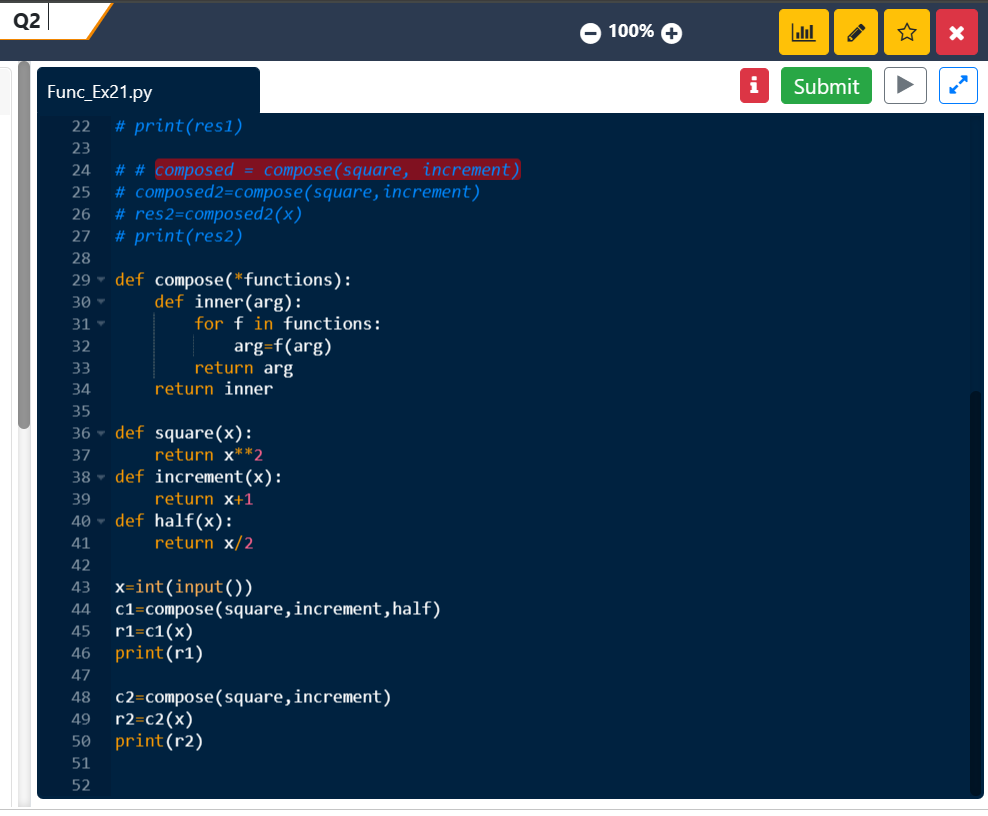 Q2
100%
Func_Ex21.py
Submit
22 # print(res1)
23
24 # # composed = compose(square, increment)
25 # composed2=compose(square,increment)
26 # res2=composed2(x)
27 # print(res2)
28
29 def compose(*functions):
30     def inner(arg):
31         for f in functions:
32             arg=f(arg)
33         return arg
34     return inner
35
36 def square(x):
37     return x**2
38 def increment(x):
39     return x+1
40 def half(x):
41     return x/2
42
43 x=int(input())
44 c1=compose(square,increment,half)
45 r1=c1(x)
46 print(r1)
47
48 c2=compose(square,increment)
49 r2=c2(x)
50 print(r2)
51
52